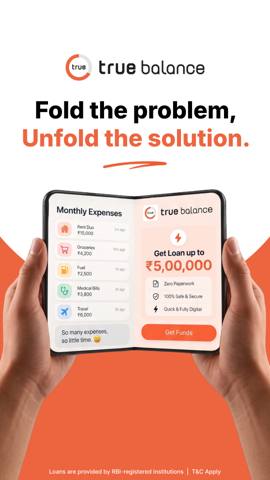 true
true balance
Fold the problem,
Unfold the solution.
Monthly Expenses
Rent Due
₹15,000
Groceries
₹4,200
Fuel
₹2,500
Medical Bills
₹3,800
Travel
₹6,000
So many expenses,
so little time. 😄
true balance
Get Loan up to
₹5,00,000
Zero Paperwork
100% Safe & Secure
Quick & Fully Digital
Get Funds
Loans are provided by RBI-registered institutions | T&C Apply